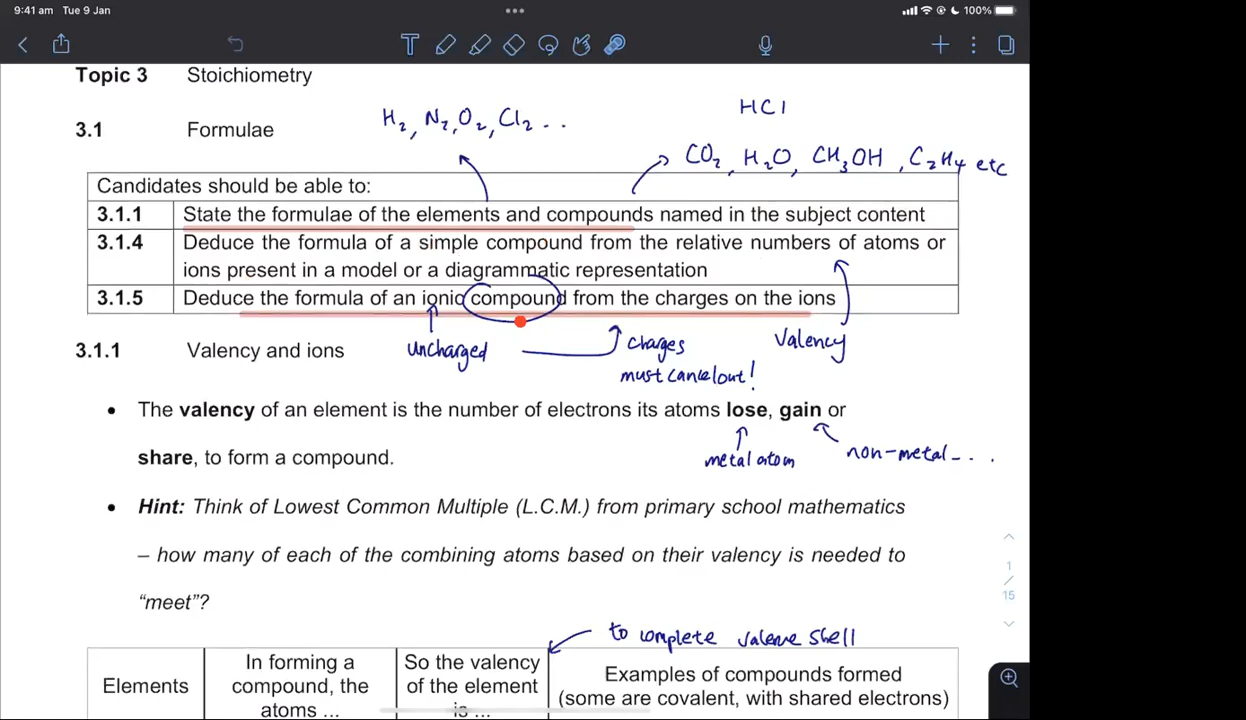 9:41 am Tue 9 Jan
100%
Topic 3 Stoichiometry
H2, N2, O2, Cl2 ..
HCl
3.1 Formulae
CO2, H2O, CH3OH, C2H4 etc
Candidates should be able to:
3.1.1 State the formulae of the elements and compounds named in the subject content
3.1.4 Deduce the formula of a simple compound from the relative numbers of atoms or
ions present in a model or a diagrammatic representation
3.1.5 Deduce the formula of an ionic compound from the charges on the ions
3.1.1 Valency and ions
uncharged
charges
must cancel out!
Valency
• The valency of an element is the number of electrons its atoms lose, gain or
share, to form a compound.
metal atom
non-metal - . .
• Hint: Think of Lowest Common Multiple (L.C.M.) from primary school mathematics
– how many of each of the combining atoms based on their valency is needed to
“meet”?
1
/
15
to complete valence shell
Elements
In forming a
compound, the
atoms ...
So the valency
of the element
is ...
Examples of compounds formed
(some are covalent, with shared electrons)